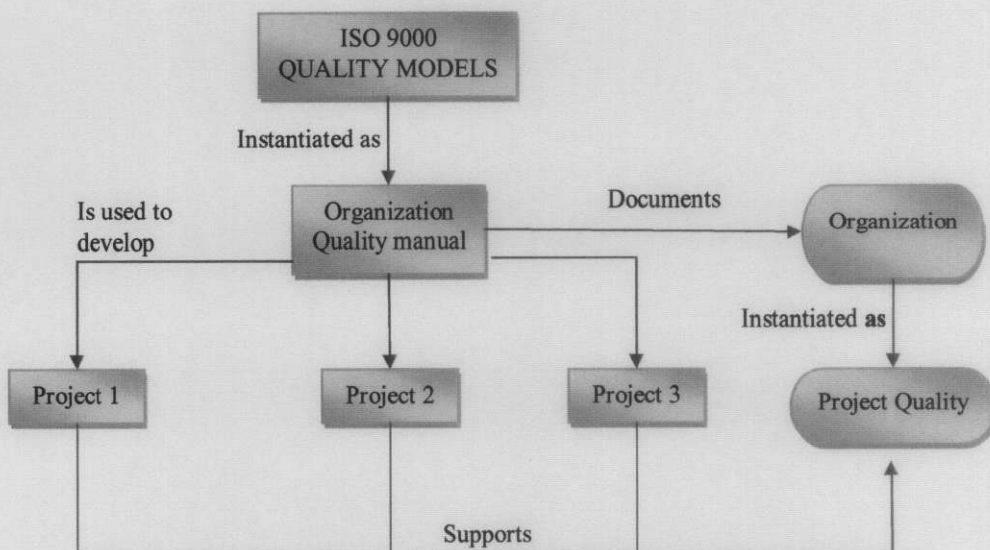 ISO 9000
QUALITY MODELS
Instantiated as
Is used to
develop
Organization
Quality manual
Documents
Organization
Instantiated as
Project 1
Project 2
Project 3
Project Quality
Supports